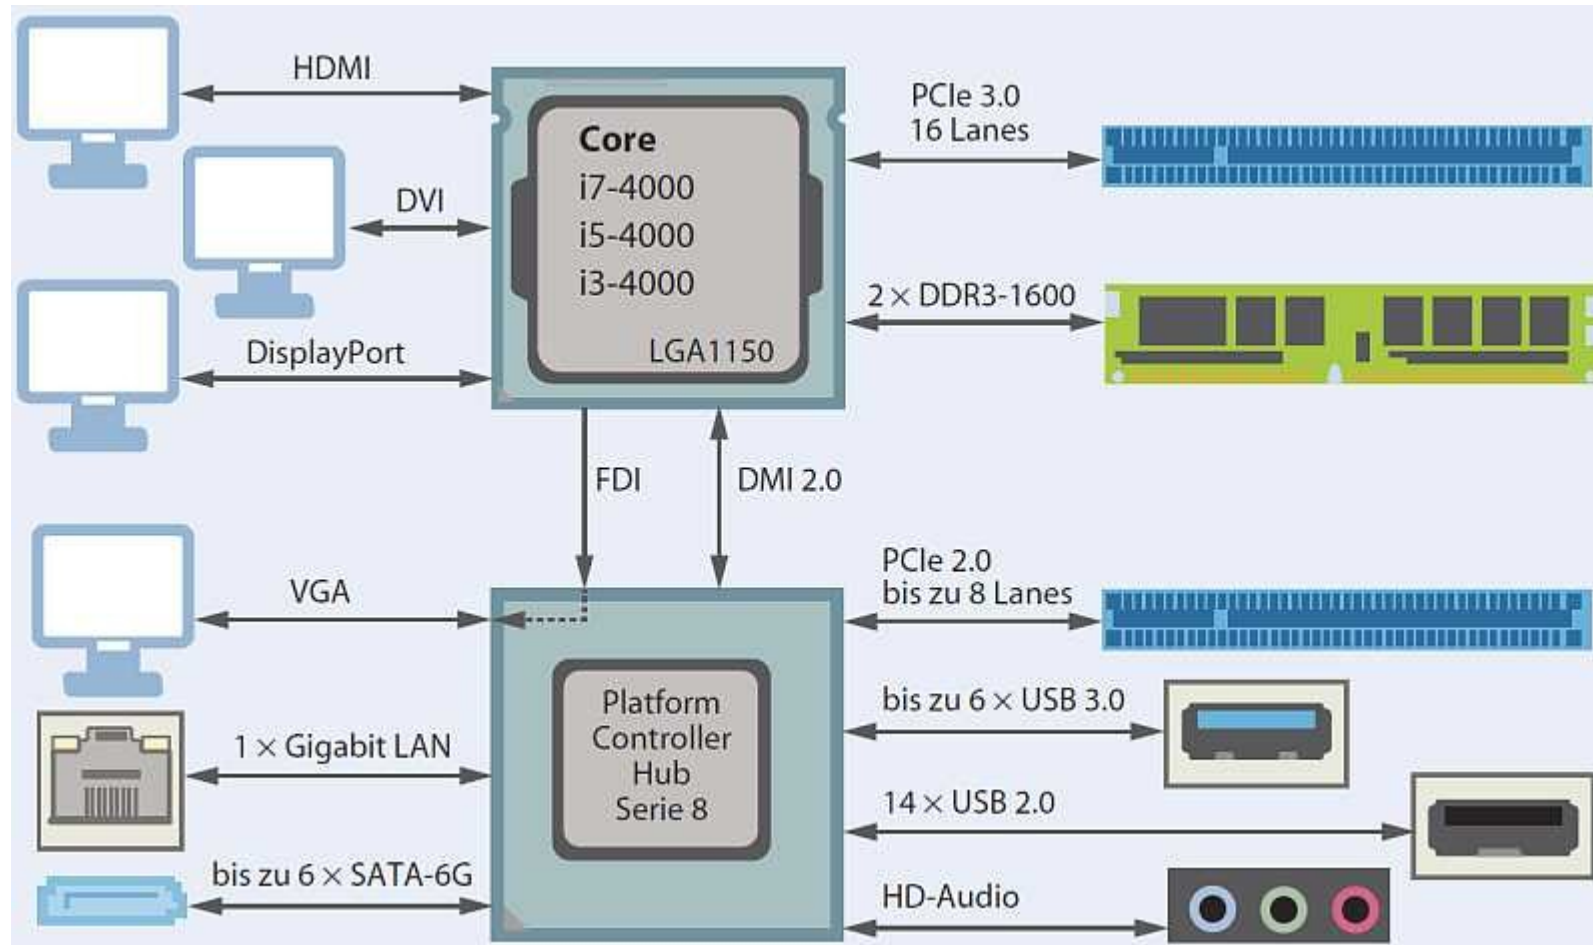 HDMI
DVI
DisplayPort
Core
i7-4000
i5-4000
i3-4000
LGA1150
PCIe 3.0
16 Lanes
2 × DDR3-1600
FDI
DMI 2.0
VGA
1 × Gigabit LAN
bis zu 6 × SATA-6G
Platform
Controller
Hub
Serie 8
PCIe 2.0
bis zu 8 Lanes
bis zu 6 × USB 3.0
14 × USB 2.0
HD-Audio